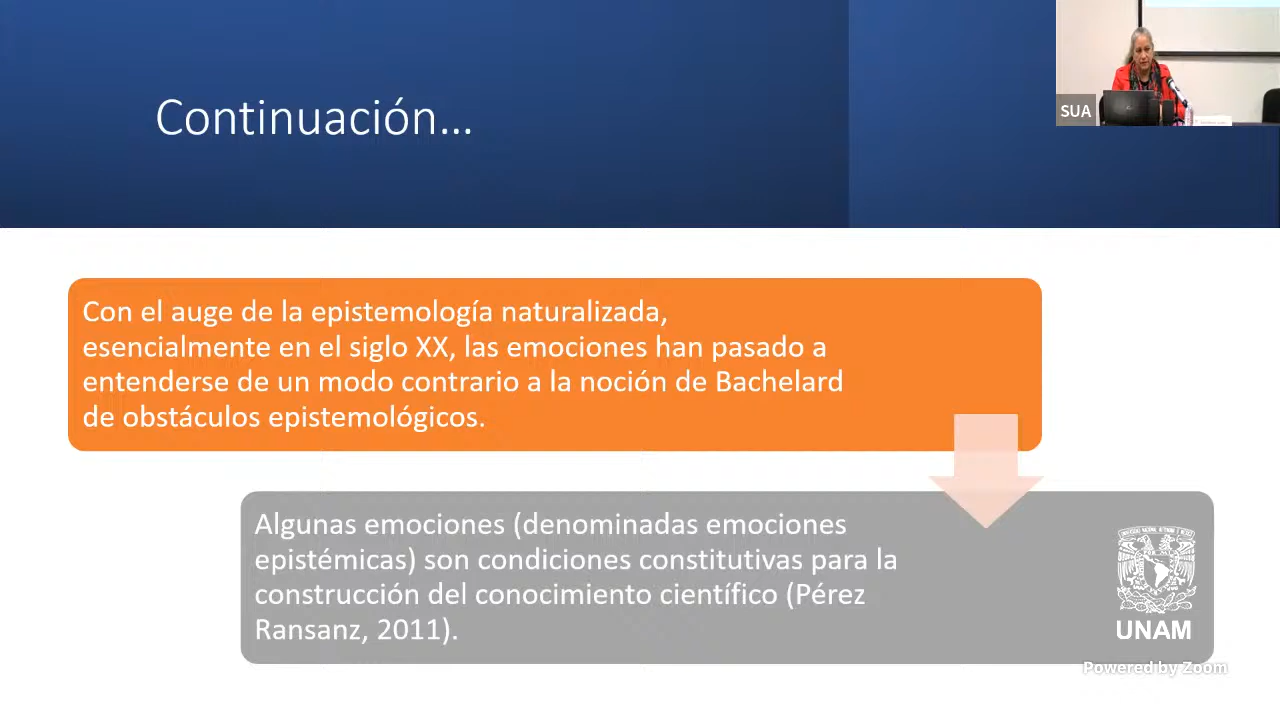 Continuación...
SUA
Con el auge de la epistemología naturalizada,
esencialmente en el siglo XX, las emociones han pasado a
entenderse de un modo contrario a la noción de Bachelard
de obstáculos epistemológicos.
Algunas emociones (denominadas emociones
epistémicas) son condiciones constitutivas para la
construcción del conocimiento científico (Pérez
Ransanz, 2011).
UNAM
Powered by Zoom